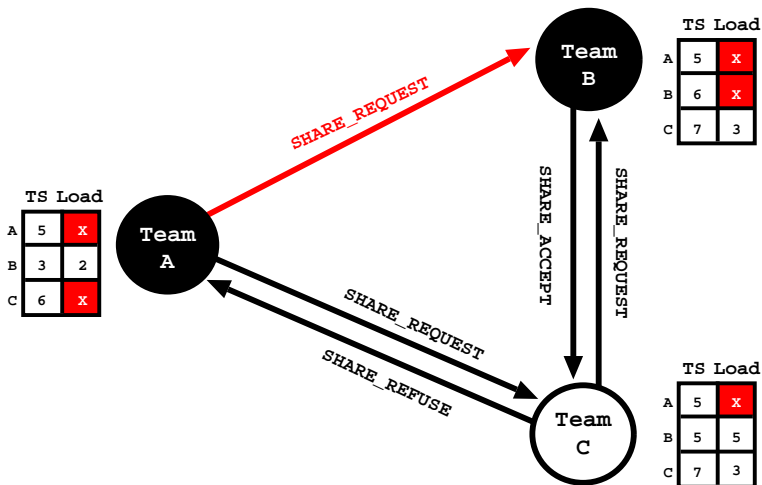 TS Load
Team
B
A 5 X
B 6 X
C 7 3
SHARE_REQUEST
SHARE_ACCEPT
SHARE_REQUEST
TS Load
A 5 X
B 3 2
C 6 X
Team
A
SHARE_REQUEST
SHARE_REFUSE
TS Load
Team
C
A 5 X
B 5 5
C 7 3